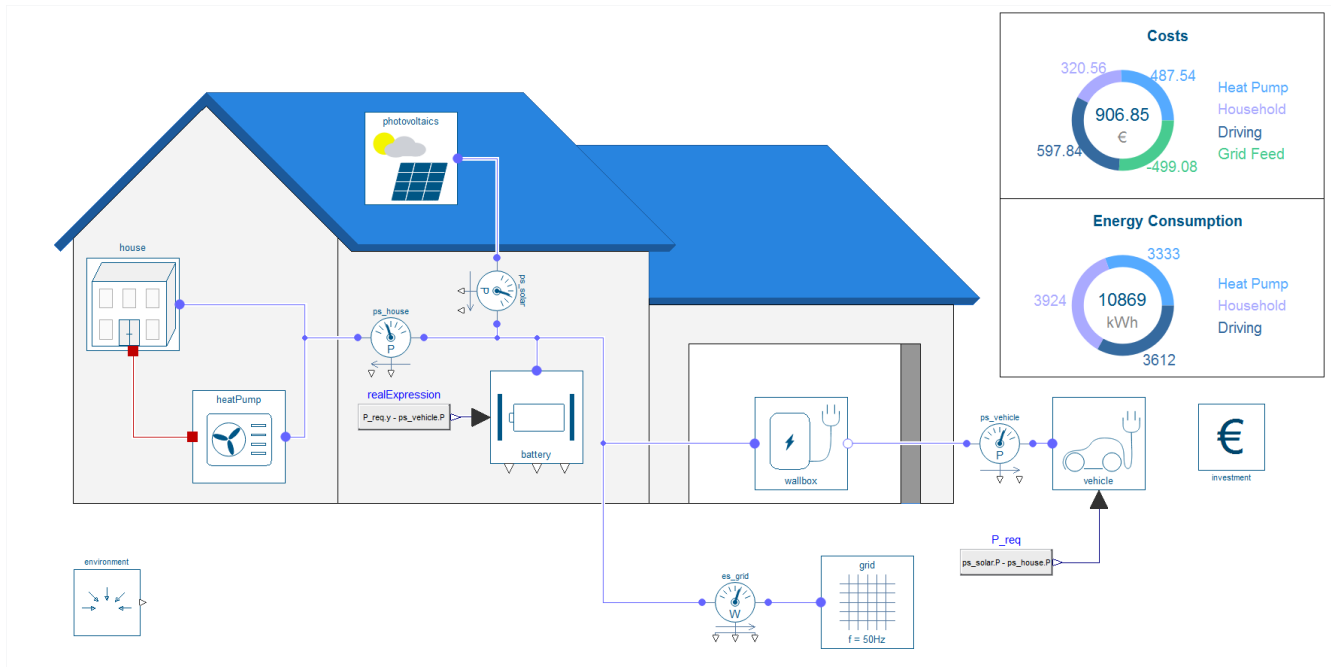 Costs
320.56
487.54
906.85
€
597.84
-499.08
Heat Pump
Household
Driving
Grid Feed
Energy Consumption
3333
3924
10869
kWh
3612
Heat Pump
Household
Driving
photovoltaics
house
ps_solar
P
ps_house
P
realExpression
P_req.y - ps_vehicle.P
heatPump
battery
wallbox
ps_vehicle
P
vehicle
€
investment
P_req
ps_solar.P - ps_house.P
environment
es_grid
W
grid
f = 50Hz